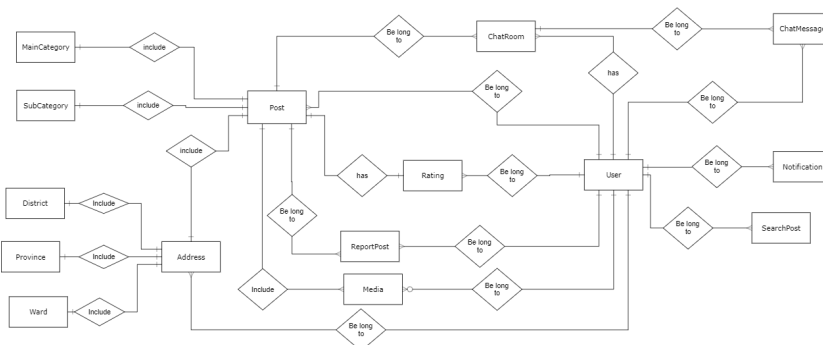 Be long
to
ChatRoom
Be long
to
ChatMessage
MainCategory
include
has
SubCategory
include
Post
Be long
to
Be long
to
include
has
Rating
Be long
to
User
Be long
to
Notification
District
Include
Be long
to
Be long
to
SearchPost
Province
Include
Address
ReportPost
Be long
to
Include
Media
Be long
to
Ward
Include
Be long
to